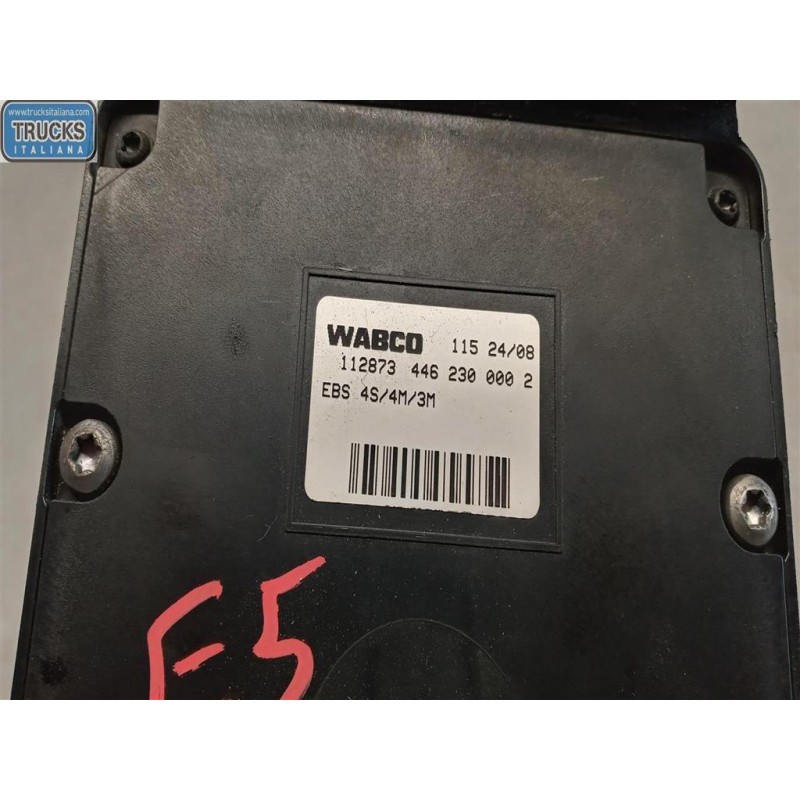 www.trucksitaliana.com
TRUCKS
ITALIANA
WABCO 115 24/08
112873 446 230 000 2
EBS 4S/4M/3M
E5